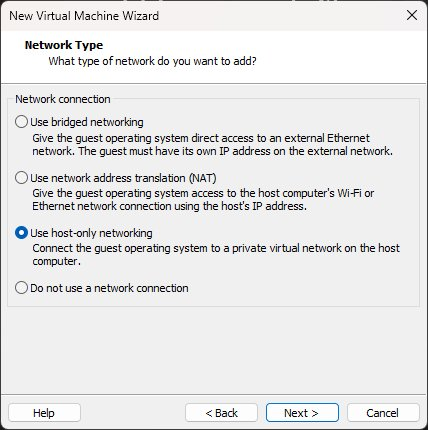 New Virtual Machine Wizard
Network Type
What type of network do you want to add?
Network connection
Use bridged networking
Give the guest operating system direct access to an external Ethernet
network. The guest must have its own IP address on the external network.
Use network address translation (NAT)
Give the guest operating system access to the host computer's Wi-Fi or
Ethernet network connection using the host's IP address.
Use host-only networking
Connect the guest operating system to a private virtual network on the host
computer.
Do not use a network connection
Help
< Back
Next >
Cancel